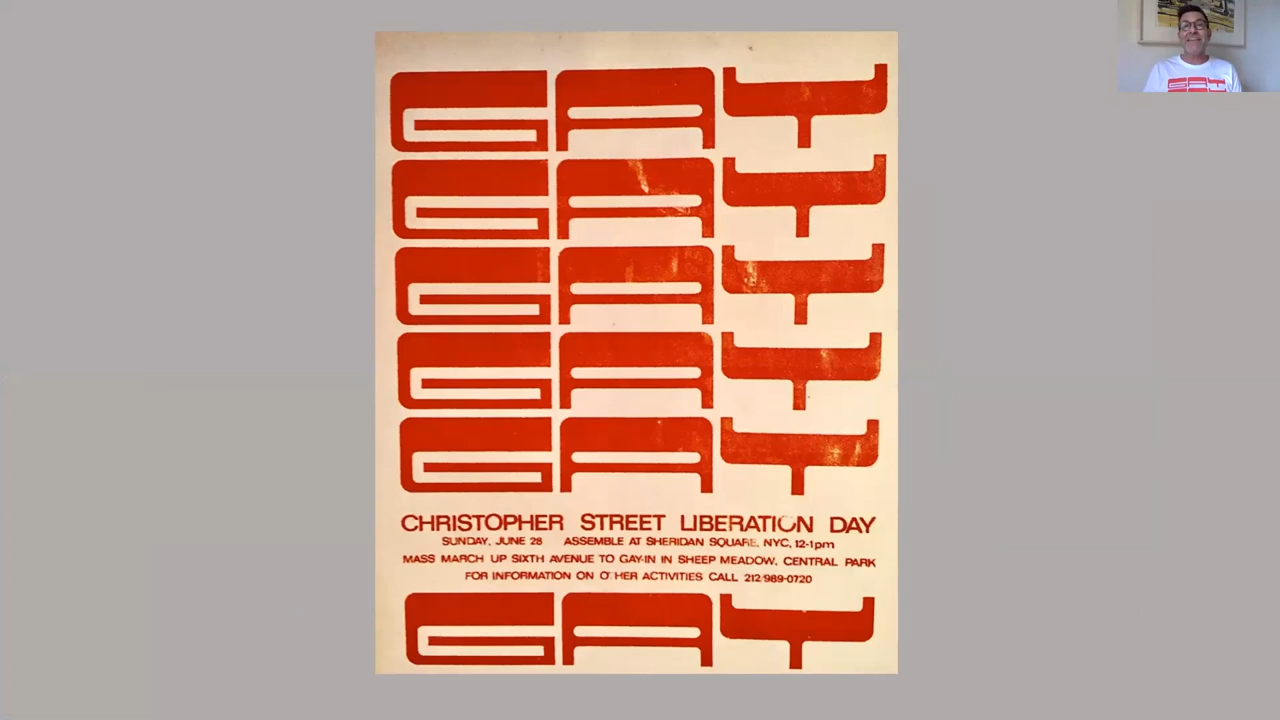 GAY
GAY
GAY
GAY
GAY
CHRISTOPHER STREET LIBERATION DAY
SUNDAY, JUNE 28 ASSEMBLE AT SHERIDAN SQUARE, NYC, 12-1pm
MASS MARCH UP SIXTH AVENUE TO GAY-IN IN SHEEP MEADOW, CENTRAL PARK
FOR INFORMATION ON OTHER ACTIVITIES CALL 212 989-0720
GAY
GAY